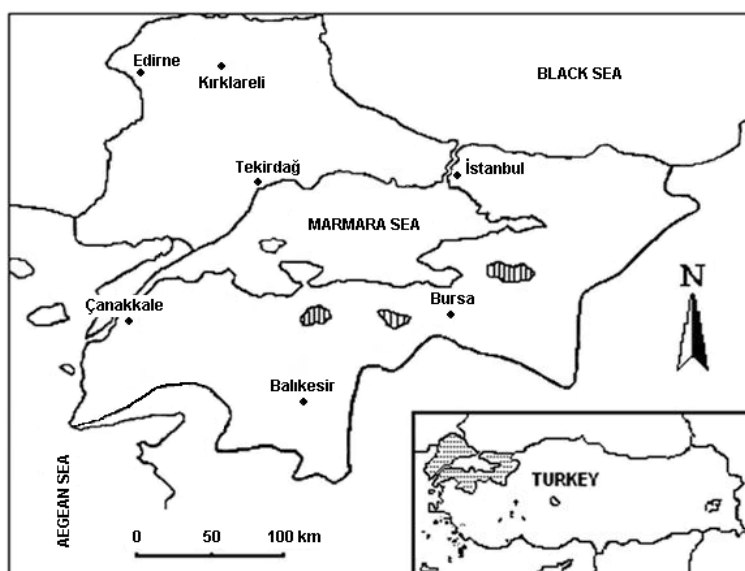 Edirne
Kırklareli
BLACK SEA
Tekirdağ
İstanbul
MARMARA SEA
N
Çanakkale
Bursa
Balıkesir
AEGEAN SEA
TURKEY
0 50 100 km